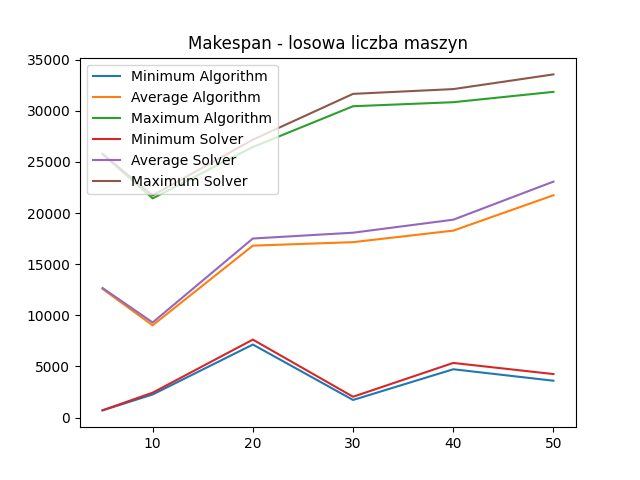 Makespan - losowa liczba maszyn
35000
30000
25000
20000
15000
10000
5000
0
Minimum Algorithm
Average Algorithm
Maximum Algorithm
Minimum Solver
Average Solver
Maximum Solver
10 20 30 40 50